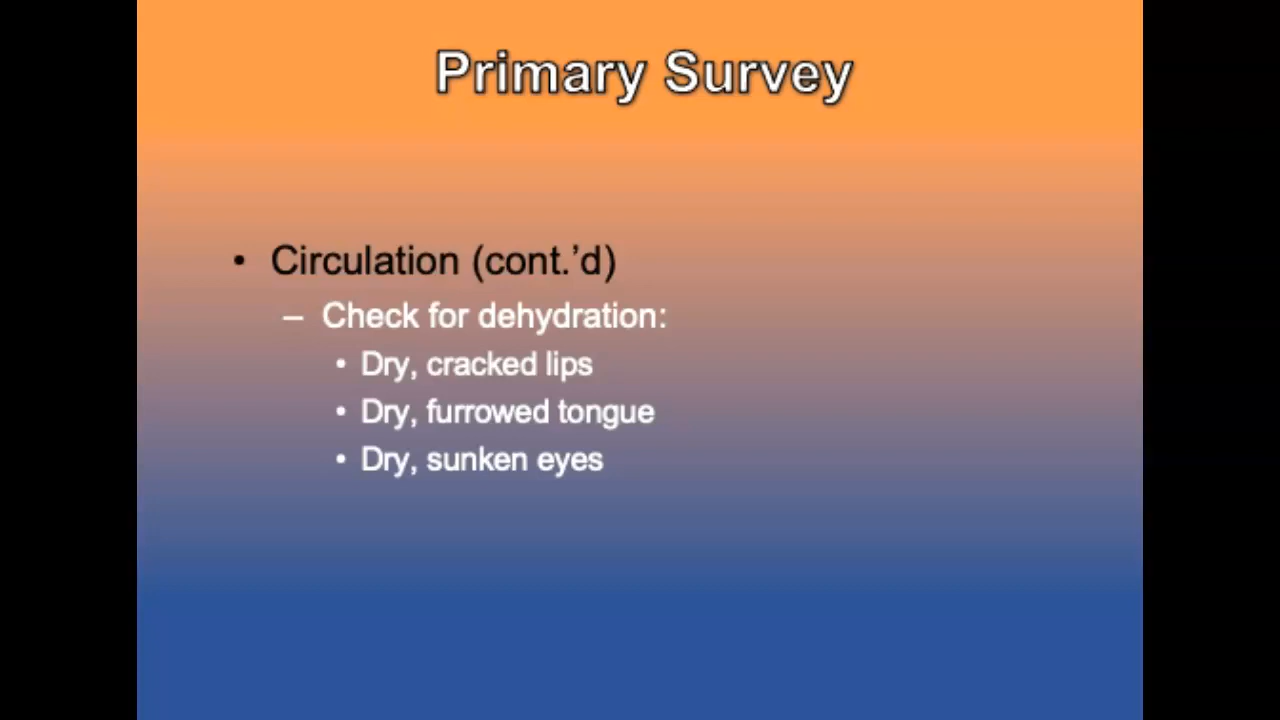 Primary Survey
• Circulation (cont.’d)
– Check for dehydration:
• Dry, cracked lips
• Dry, furrowed tongue
• Dry, sunken eyes